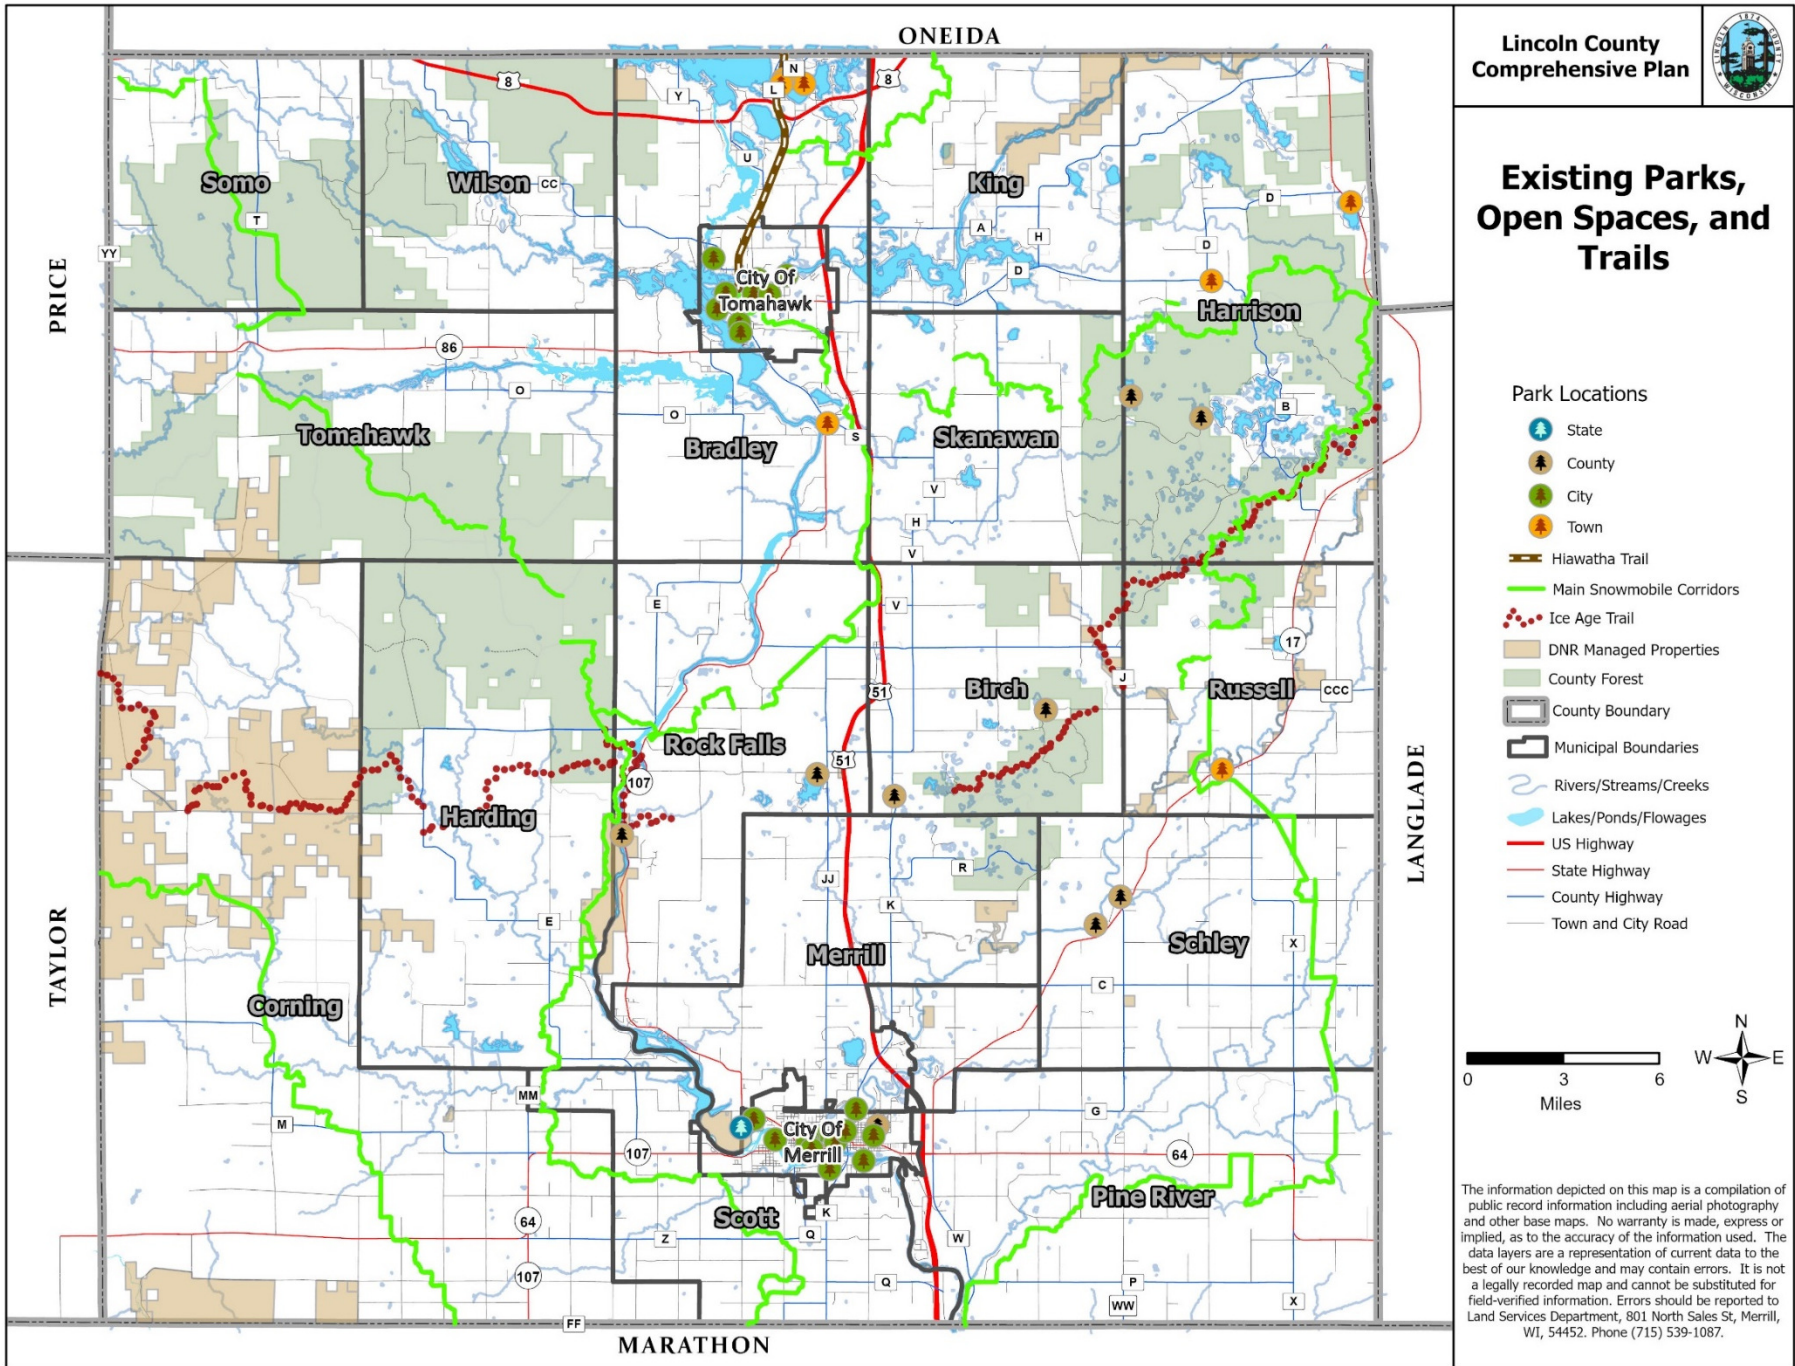 ONEIDA
PRICE
TAYLOR
LANGLADE
MARATHON
8
8
N
L
Y
U
CC
T
YY
Somo
Wilson
King
A
H
D
D
D
City Of
Tomahawk
Harrison
86
O
O
B
Tomahawk
Bradley
S
Skanawan
V
H
V
E
V
17
J
CCC
51
Birch
Russell
Rock Falls
51
107
Harding
R
JJ
K
E
Merrill
Schley
X
C
Corning
MM
M
G
City Of
Merrill
107
64
Pine River
Scott
K
64
Z
Q
W
107
Q
P
WW
X
FF
Lincoln County
Comprehensive Plan
1874
LINCOLN COUNTY
WISCONSIN
Existing Parks,
Open Spaces, and
Trails
Park Locations
State
County
City
Town
Hiawatha Trail
Main Snowmobile Corridors
Ice Age Trail
DNR Managed Properties
County Forest
County Boundary
Municipal Boundaries
Rivers/Streams/Creeks
Lakes/Ponds/Flowages
US Highway
State Highway
County Highway
Town and City Road
N
W E
S
0 3 6
Miles
The information depicted on this map is a compilation of
public record information including aerial photography
and other base maps. No warranty is made, express or
implied, as to the accuracy of the information used. The
data layers are a representation of current data to the
best of our knowledge and may contain errors. It is not
a legally recorded map and cannot be substituted for
field-verified information. Errors should be reported to
Land Services Department, 801 North Sales St, Merrill,
WI, 54452. Phone (715) 539-1087.